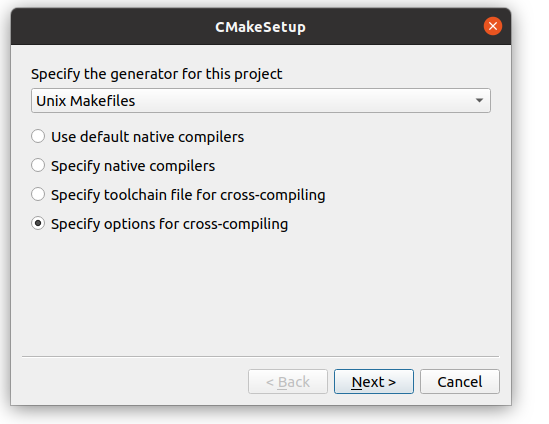 CMakeSetup
Specify the generator for this project
Unix Makefiles
Use default native compilers
Specify native compilers
Specify toolchain file for cross-compiling
Specify options for cross-compiling
< Back Next > Cancel